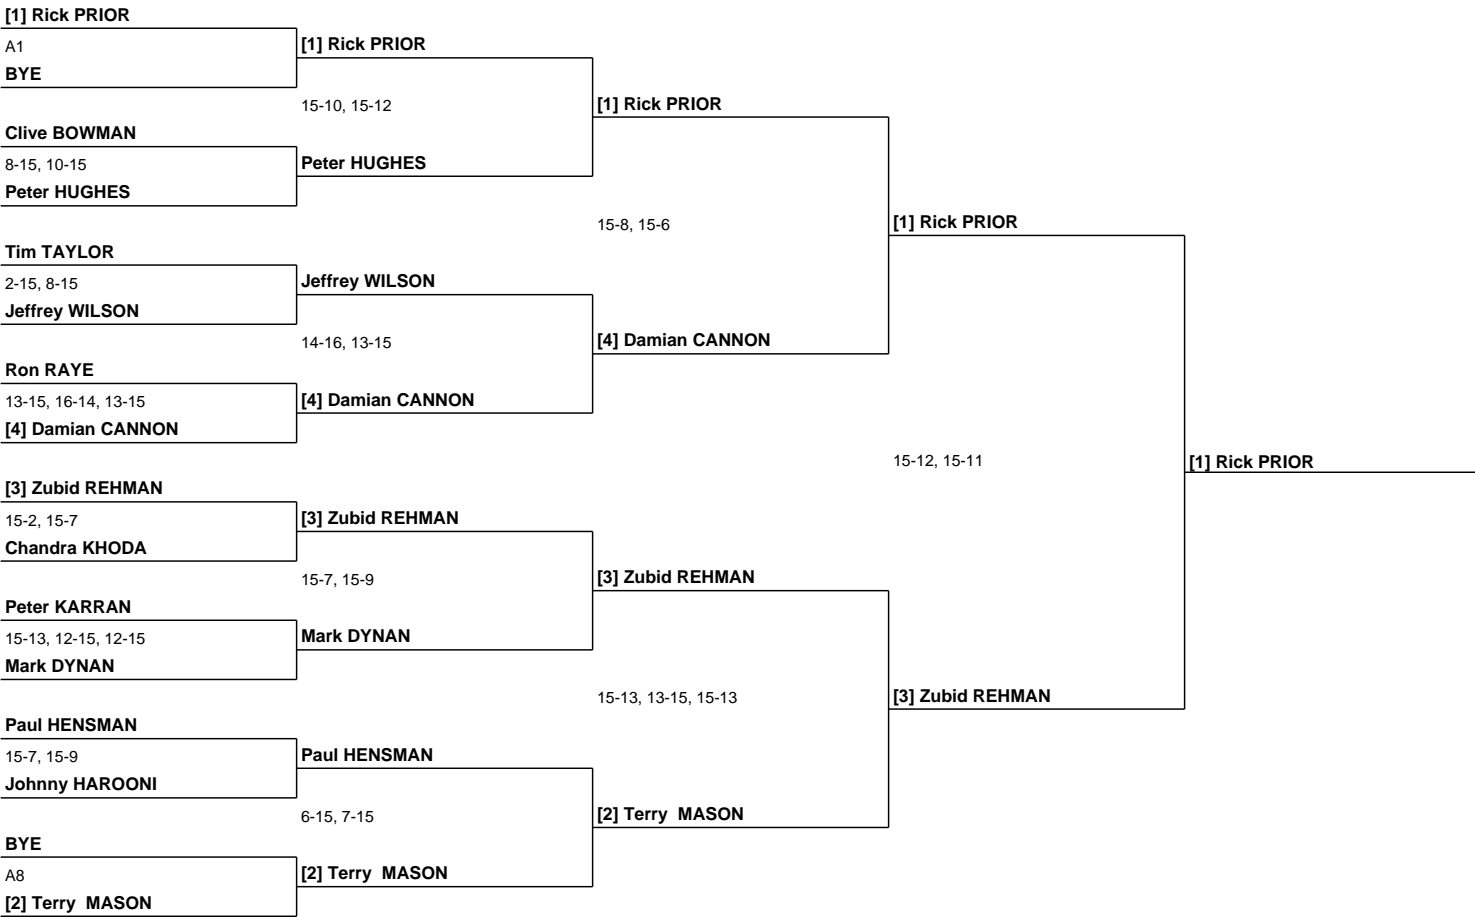 [1] Rick PRIOR
A1
BYE
Clive BOWMAN
8-15, 10-15
Peter HUGHES
Tim TAYLOR
2-15, 8-15
Jeffrey WILSON
Ron RAYE
13-15, 16-14, 13-15
[4] Damian CANNON
[3] Zubid REHMAN
15-2, 15-7
Chandra KHODA
Peter KARRAN
15-13, 12-15, 12-15
Mark DYNAN
Paul HENSMAN
15-7, 15-9
Johnny HAROONI
BYE
A8
[2] Terry  MASON
[1] Rick PRIOR
15-10, 15-12
Peter HUGHES
Jeffrey WILSON
14-16, 13-15
[4] Damian CANNON
[3] Zubid REHMAN
15-7, 15-9
Mark DYNAN
Paul HENSMAN
6-15, 7-15
[2] Terry  MASON
[1] Rick PRIOR
15-8, 15-6
[4] Damian CANNON
[3] Zubid REHMAN
15-13, 13-15, 15-13
[2] Terry  MASON
[1] Rick PRIOR
15-12, 15-11
[3] Zubid REHMAN
[1] Rick PRIOR